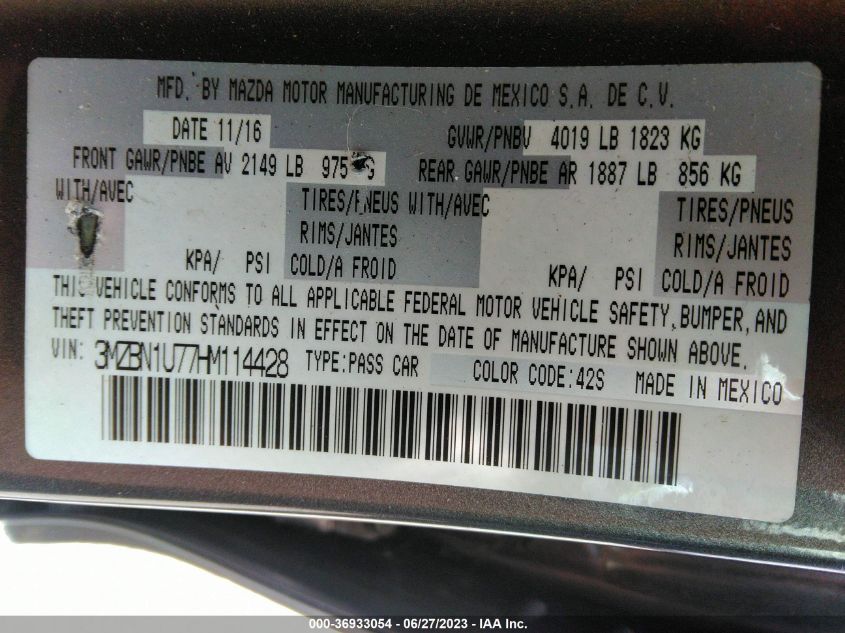 MFD. BY MAZDA MOTOR MANUFACTURING DE MEXICO S.A. DE C.V.
DATE 11/16 GVWR/PNBV 4019 LB 1823 KG
FRONT GAWR/PNBE AV 2149 LB 975 G REAR GAWR/PNBE AR 1887 LB 856 KG
WITH/AVEC TIRES/PNEUS WITH/AVEC TIRES/PNEUS
RIMS/JANTES RIMS/JANTES
KPA/ PSI COLD/A FROID KPA/ PSI COLD/A FROID
THIS VEHICLE CONFORMS TO ALL APPLICABLE FEDERAL MOTOR VEHICLE SAFETY, BUMPER, AND
THEFT PREVENTION STANDARDS IN EFFECT ON THE DATE OF MANUFACTURE SHOWN ABOVE.
VIN: 3MZBN1U77HM114428 TYPE:PASS CAR COLOR CODE:42S MADE IN MEXICO
000-36933054 - 06/27/2023 - IAA Inc.